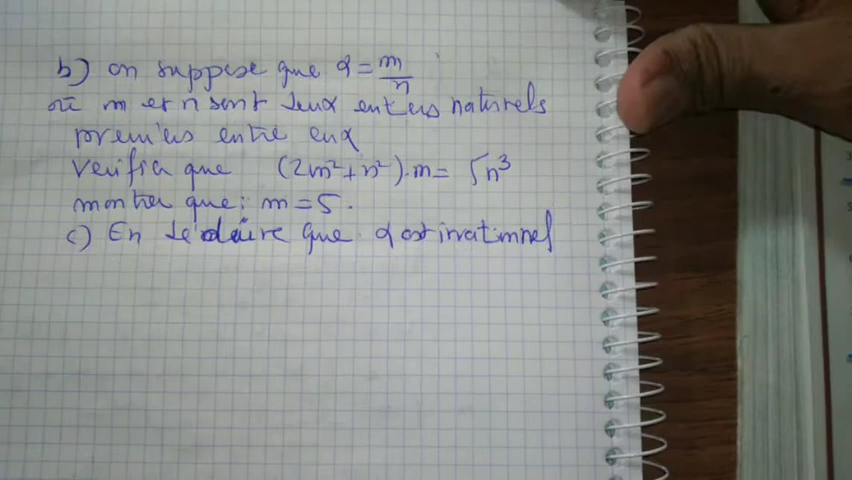 b) on suppose que α = m/n
où m et n sont deux entiers naturels
premiers entre eux
verifier que (2m²+n²).m = 5n³
montrer que: m = 5.
c) En déduire que α est irrationnel